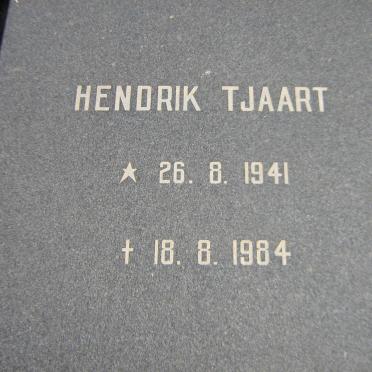 HENDRIK TJAART
★ 26. 8. 1941
† 18. 8. 1984